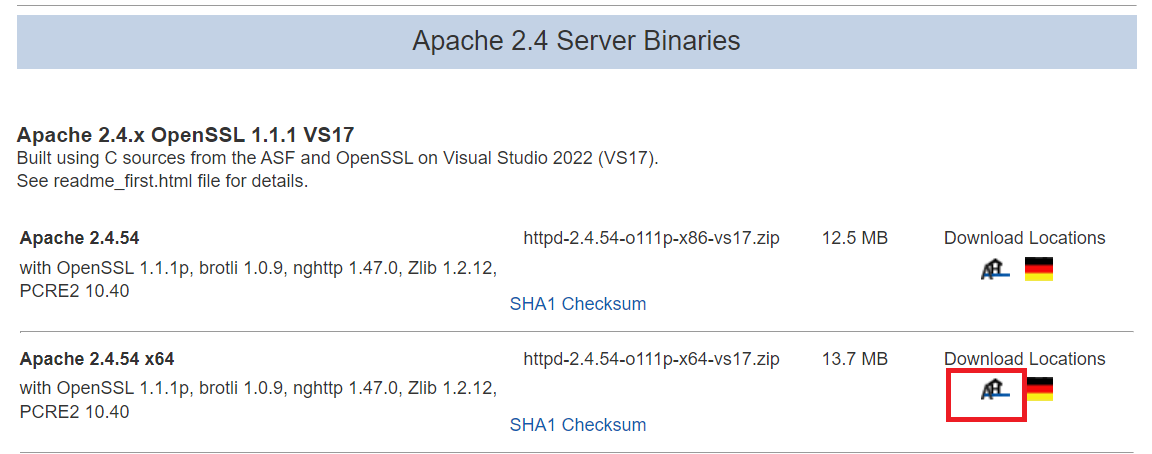 Apache 2.4 Server Binaries
Apache 2.4.x OpenSSL 1.1.1 VS17
Built using C sources from the ASF and OpenSSL on Visual Studio 2022 (VS17).
See readme_first.html file for details.
Apache 2.4.54 httpd-2.4.54-o111p-x86-vs17.zip 12.5 MB Download Locations
with OpenSSL 1.1.1p, brotli 1.0.9, nghttp 1.47.0, Zlib 1.2.12,
PCRE2 10.40
SHA1 Checksum
Apache 2.4.54 x64 httpd-2.4.54-o111p-x64-vs17.zip 13.7 MB Download Locations
with OpenSSL 1.1.1p, brotli 1.0.9, nghttp 1.47.0, Zlib 1.2.12,
PCRE2 10.40
SHA1 Checksum